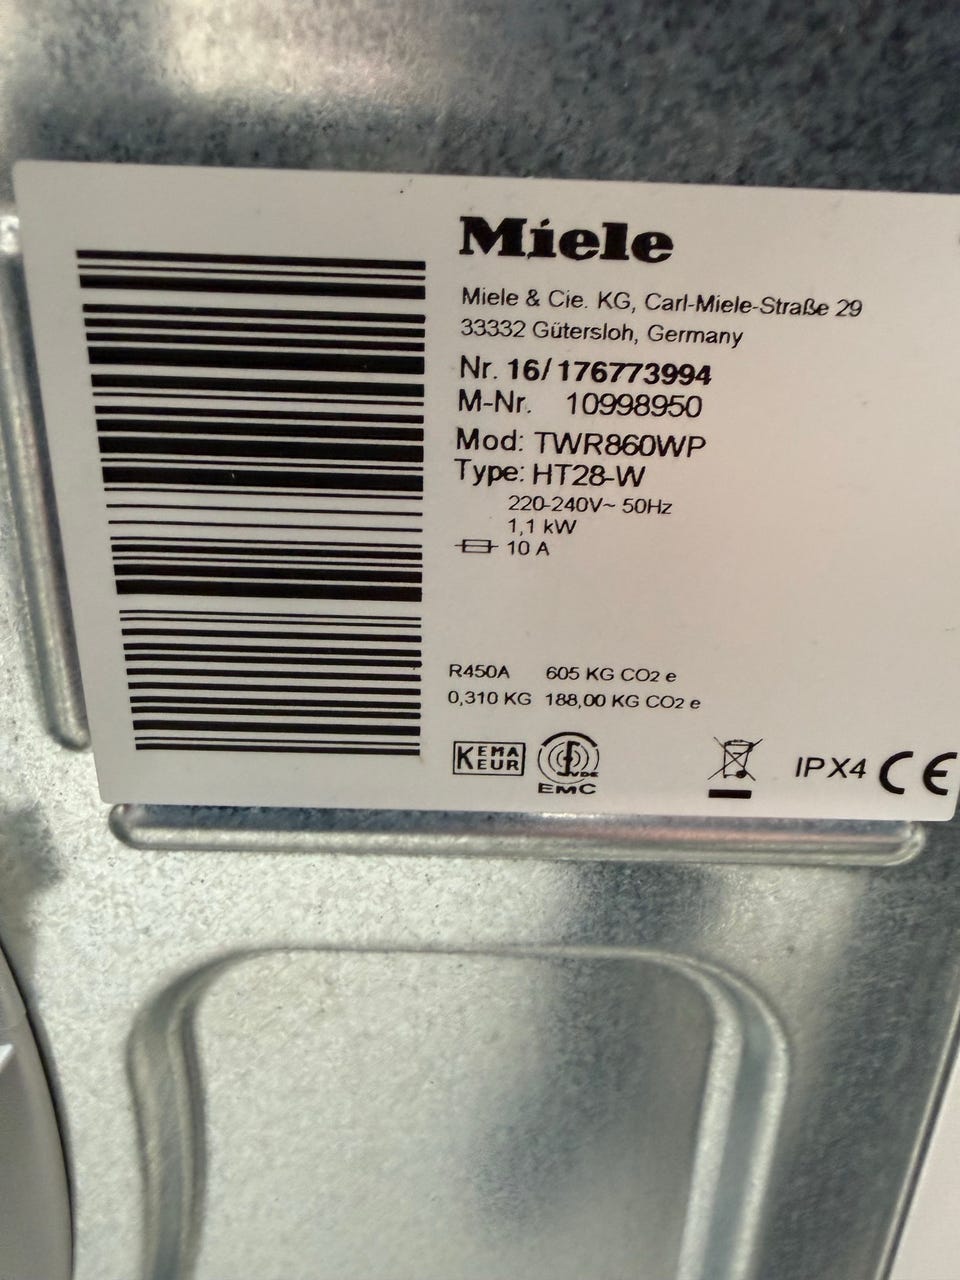 Miele
Miele & Cie. KG, Carl-Miele-Straße 29
33332 Gütersloh, Germany
Nr. 16/176773994
M-Nr. 10998950
Mod: TWR860WP
Type: HT28-W
220-240V~ 50Hz
1,1 kW
10 A
R450A 605 KG CO2 e
0,310 KG 188,00 KG CO2 e
KEMA
KEUR
VDE
EMC
IPX4 CE